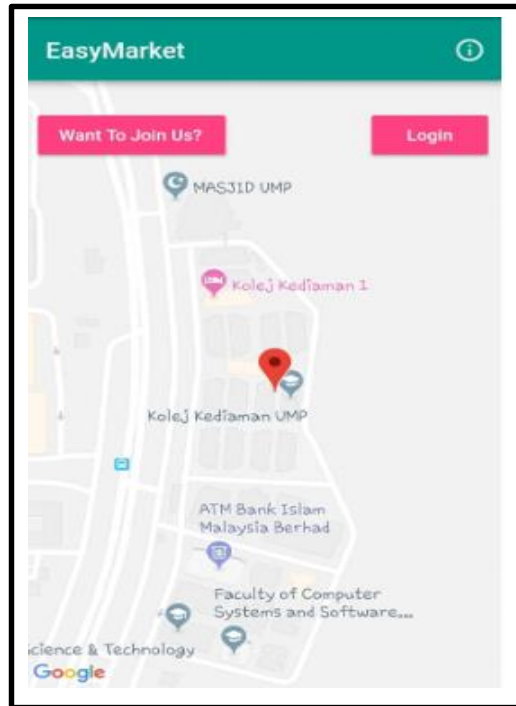 EasyMarket
Want To Join Us?
Login
MASJID UMP
Kolej Kediaman 1
Kolej Kediaman UMP
ATM Bank Islam
Malaysia Berhad
Faculty of Computer
Systems and Software...
Science & Technology
Google